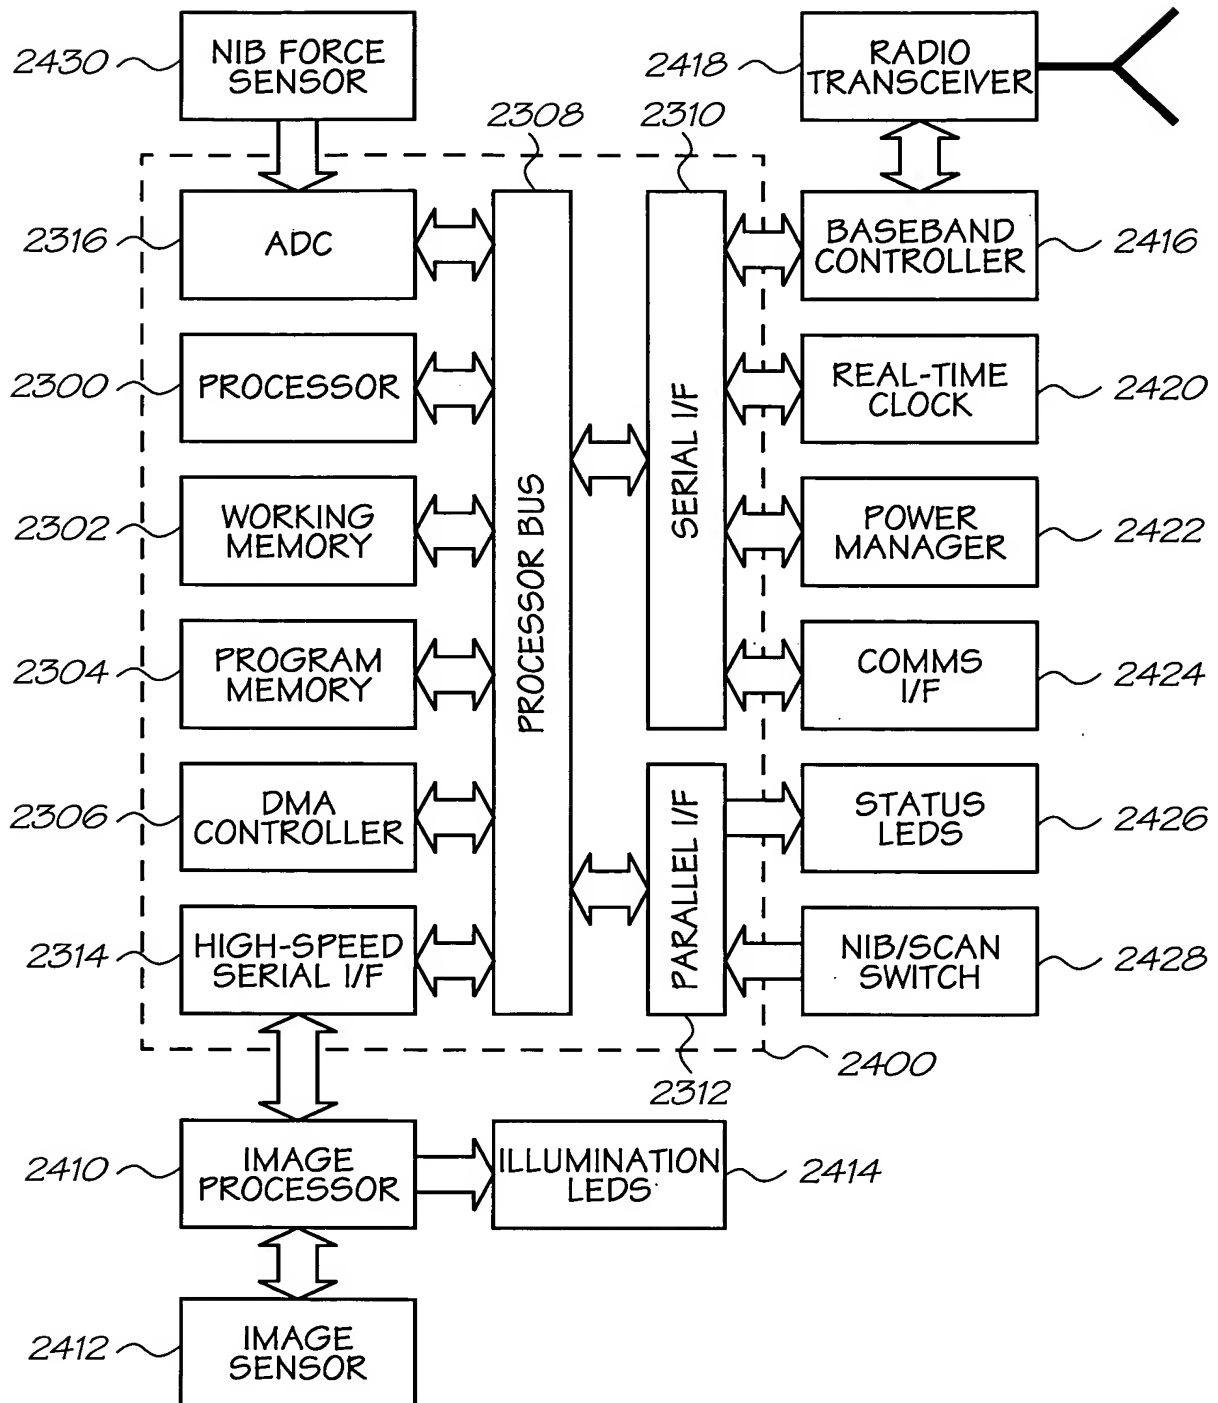 2430
NIB FORCE
SENSOR
2418
RADIO
TRANSCEIVER
2308
2310
2316
ADC
BASEBAND
CONTROLLER
2416
2300
PROCESSOR
REAL-TIME
CLOCK
2420
2302
WORKING
MEMORY
PROCESSOR BUS
SERIAL I/F
POWER
MANAGER
2422
2304
PROGRAM
MEMORY
COMMS
I/F
2424
2306
DMA
CONTROLLER
PARALLEL I/F
STATUS
LEDS
2426
2314
HIGH-SPEED
SERIAL I/F
NIB/SCAN
SWITCH
2428
2312
2400
2410
IMAGE
PROCESSOR
ILLUMINATION
LEDS
2414
2412
IMAGE
SENSOR